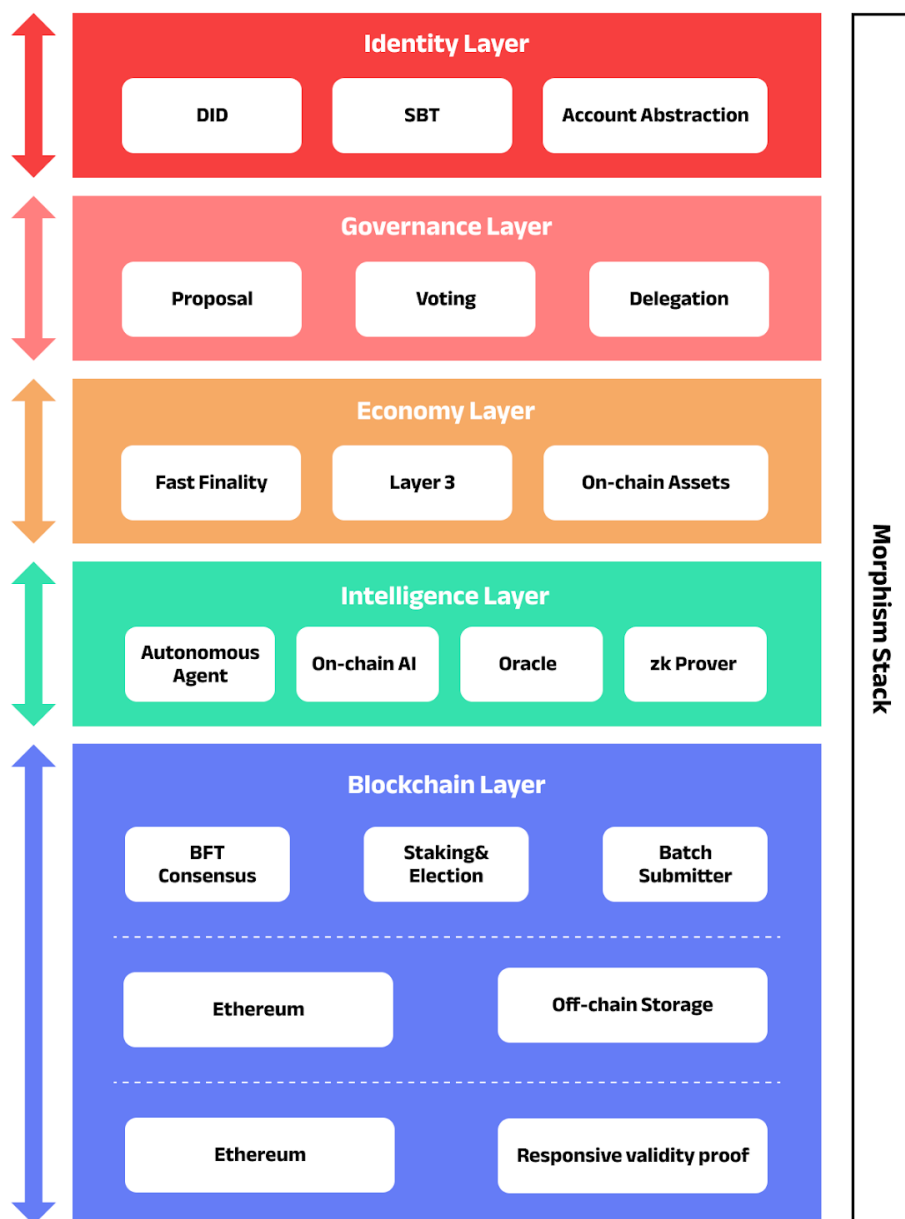 Identity Layer
DID
SBT
Account Abstraction
Governance Layer
Proposal
Voting
Delegation
Economy Layer
Fast Finality
Layer 3
On-chain Assets
Intelligence Layer
Autonomous
Agent
On-chain AI
Oracle
zk Prover
Blockchain Layer
BFT
Consensus
Staking&
Election
Batch
Submitter
Ethereum
Off-chain Storage
Ethereum
Responsive validity proof
Morphism Stack